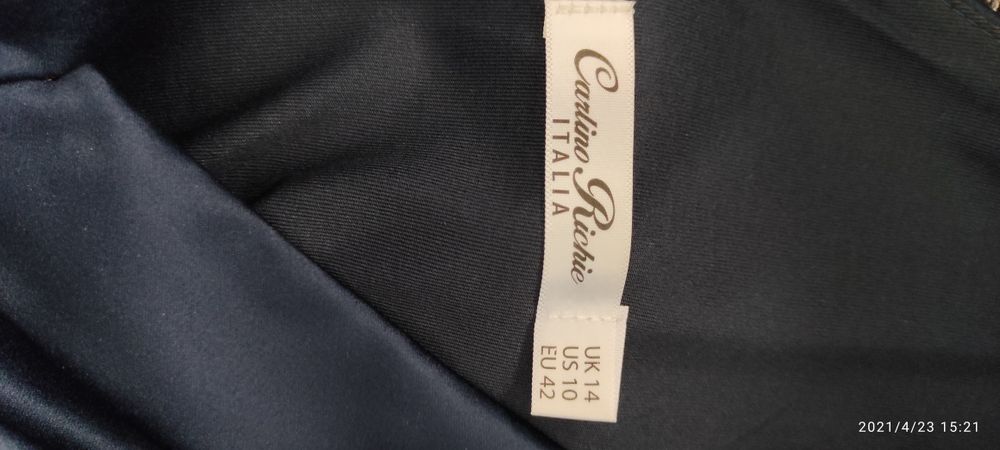 Carlino Richie
ITALIA
UK 14
US 10
EU 42
2021/4/23 15:21